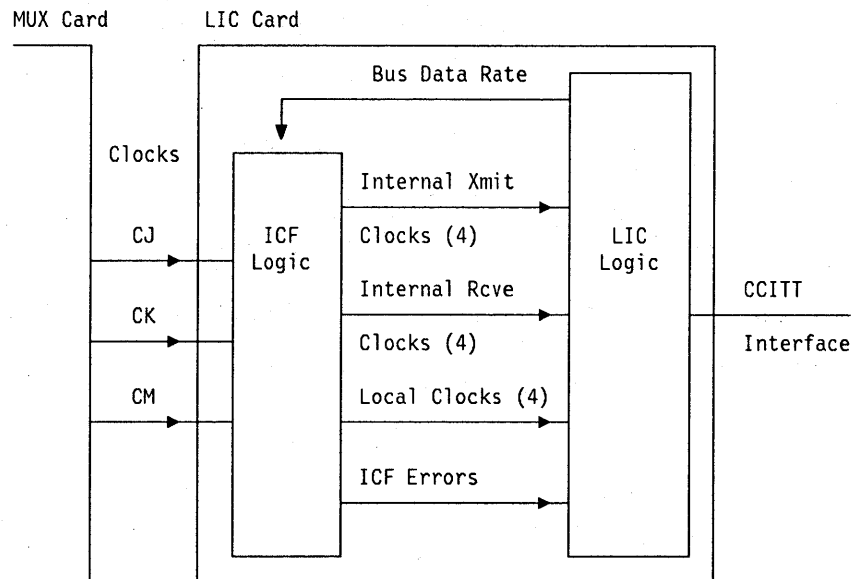 MUX Card
LIC Card
Bus Data Rate
Clocks
Internal Xmit
CJ
ICF
Logic
Clocks (4)
LIC
Logic
Internal Rcve
CCITT
CK
Clocks (4)
Interface
CM
Local Clocks (4)
ICF Errors